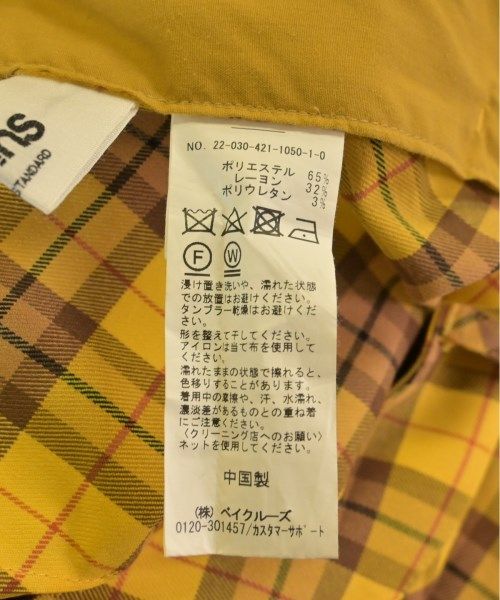 SU
STANDARD
NO. 22-030-421-1050-1-0
ポリエステル 65%
レーヨン 32%
ポリウレタン 3%
F W
浸け置き洗いや、濡れた状態
での放置はお避けください。
タンブラー乾燥はお避けくだ
さい。
形を整えて干してください。
アイロンは当て布を使用して
ください。
濡れたままの状態で擦れると、
色移りすることがあります。
着用中の摩擦や、汗、水濡れ、
濃淡差があるものとの重ね着
にご注意ください。
〈クリーニング店へのお願い〉
ネットを使用してください。
中国製
(株) ベイクルーズ
0120-301457/カスタマーサポート